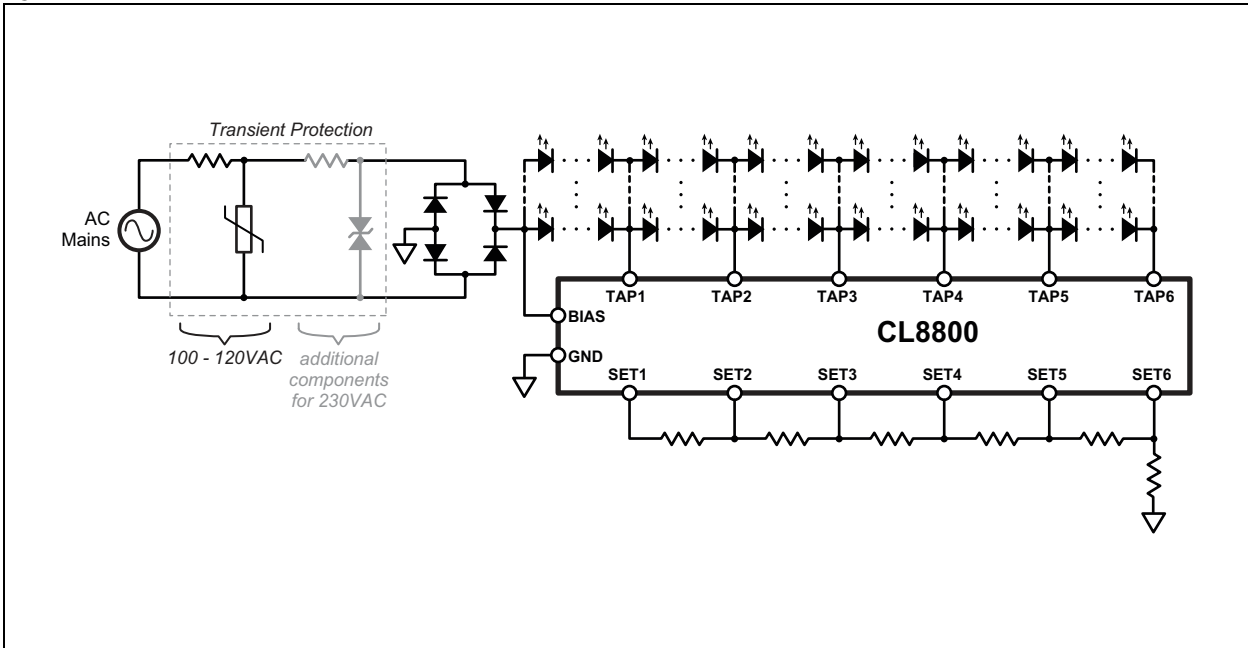 Transient Protection
AC
Mains
100 - 120VAC
additional
components
for 230VAC
TAP1 TAP2 TAP3 TAP4 TAP5 TAP6
BIAS
CL8800
GND
SET1 SET2 SET3 SET4 SET5 SET6